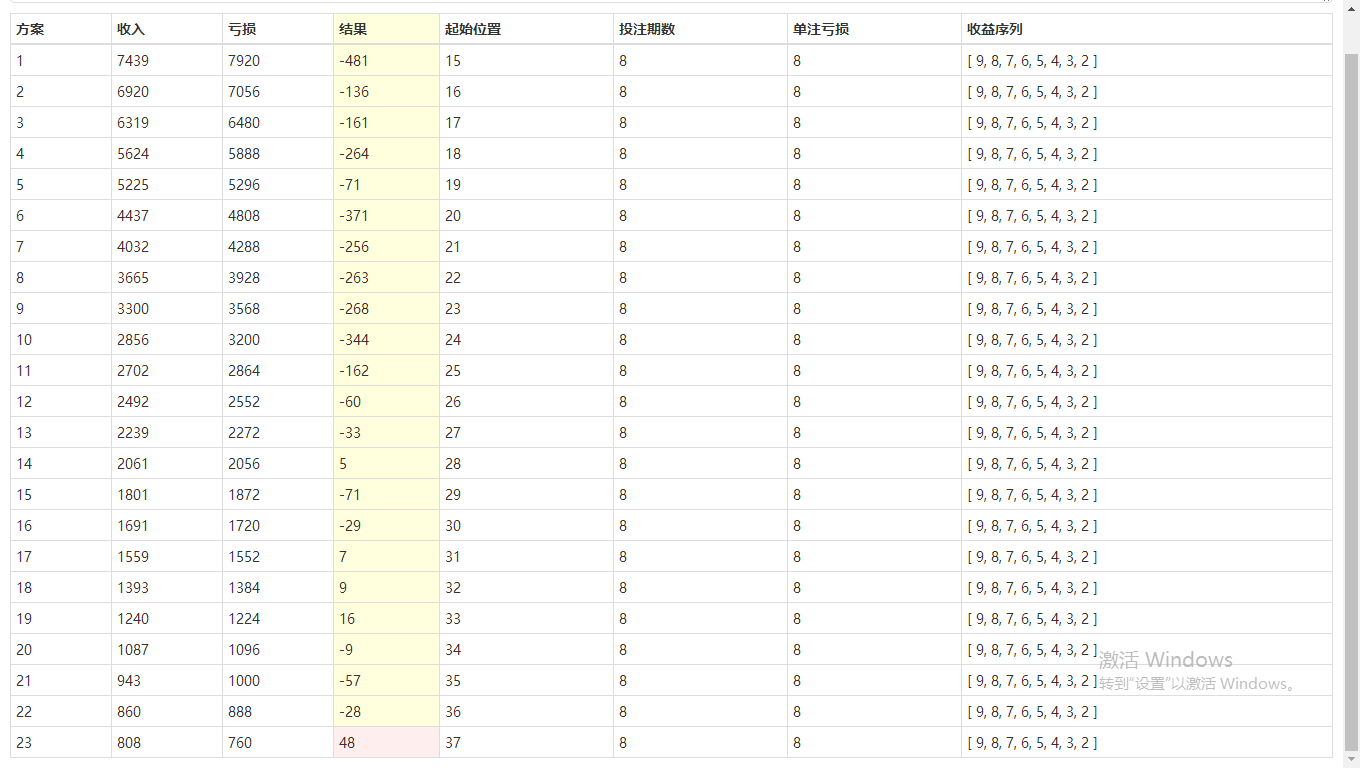 方案 收入 亏损 结果 起始位置 投注期数 单注亏损 收益序列
1 7439 7920 -481 15 8 8 [ 9, 8, 7, 6, 5, 4, 3, 2 ]
2 6920 7056 -136 16 8 8 [ 9, 8, 7, 6, 5, 4, 3, 2 ]
3 6319 6480 -161 17 8 8 [ 9, 8, 7, 6, 5, 4, 3, 2 ]
4 5624 5888 -264 18 8 8 [ 9, 8, 7, 6, 5, 4, 3, 2 ]
5 5225 5296 -71 19 8 8 [ 9, 8, 7, 6, 5, 4, 3, 2 ]
6 4437 4808 -371 20 8 8 [ 9, 8, 7, 6, 5, 4, 3, 2 ]
7 4032 4288 -256 21 8 8 [ 9, 8, 7, 6, 5, 4, 3, 2 ]
8 3665 3928 -263 22 8 8 [ 9, 8, 7, 6, 5, 4, 3, 2 ]
9 3300 3568 -268 23 8 8 [ 9, 8, 7, 6, 5, 4, 3, 2 ]
10 2856 3200 -344 24 8 8 [ 9, 8, 7, 6, 5, 4, 3, 2 ]
11 2702 2864 -162 25 8 8 [ 9, 8, 7, 6, 5, 4, 3, 2 ]
12 2492 2552 -60 26 8 8 [ 9, 8, 7, 6, 5, 4, 3, 2 ]
13 2239 2272 -33 27 8 8 [ 9, 8, 7, 6, 5, 4, 3, 2 ]
14 2061 2056 5 28 8 8 [ 9, 8, 7, 6, 5, 4, 3, 2 ]
15 1801 1872 -71 29 8 8 [ 9, 8, 7, 6, 5, 4, 3, 2 ]
16 1691 1720 -29 30 8 8 [ 9, 8, 7, 6, 5, 4, 3, 2 ]
17 1559 1552 7 31 8 8 [ 9, 8, 7, 6, 5, 4, 3, 2 ]
18 1393 1384 9 32 8 8 [ 9, 8, 7, 6, 5, 4, 3, 2 ]
19 1240 1224 16 33 8 8 [ 9, 8, 7, 6, 5, 4, 3, 2 ]
20 1087 1096 -9 34 8 8 [ 9, 8, 7, 6, 5, 4, 3, 2 ]
激活 Windows
21 943 1000 -57 35 8 8 [ 9, 8, 7, 6, 5, 4, 3, 2 ]
转到“设置”以激活 Windows。
22 860 888 -28 36 8 8 [ 9, 8, 7, 6, 5, 4, 3, 2 ]
23 808 760 48 37 8 8 [ 9, 8, 7, 6, 5, 4, 3, 2 ]